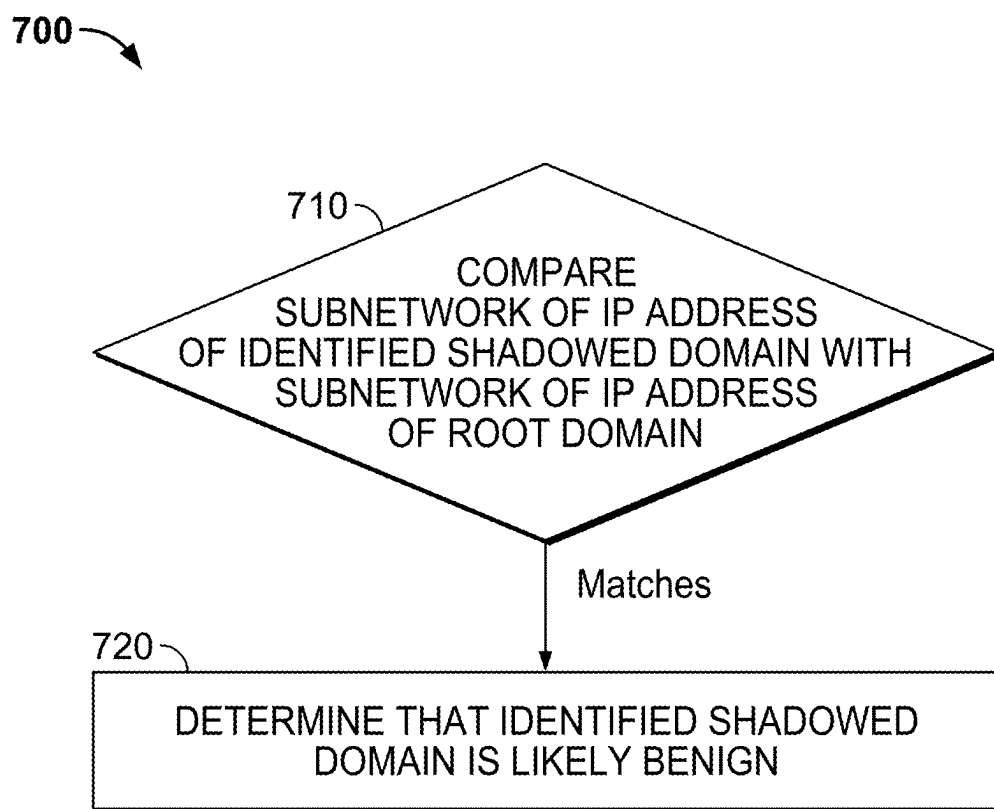 700
710
COMPARE
SUBNETWORK OF IP ADDRESS
OF IDENTIFIED SHADOWED DOMAIN WITH
SUBNETWORK OF IP ADDRESS
OF ROOT DOMAIN
Matches
720
DETERMINE THAT IDENTIFIED SHADOWED
DOMAIN IS LIKELY BENIGN